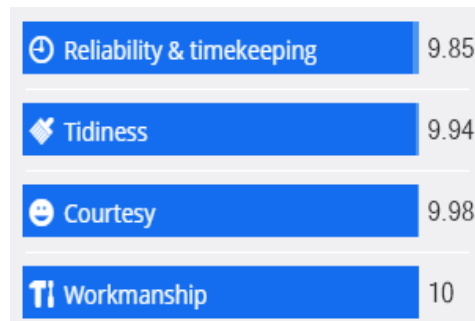 Reliability & timekeeping 9.85
Tidiness 9.94
Courtesy 9.98
Workmanship 10